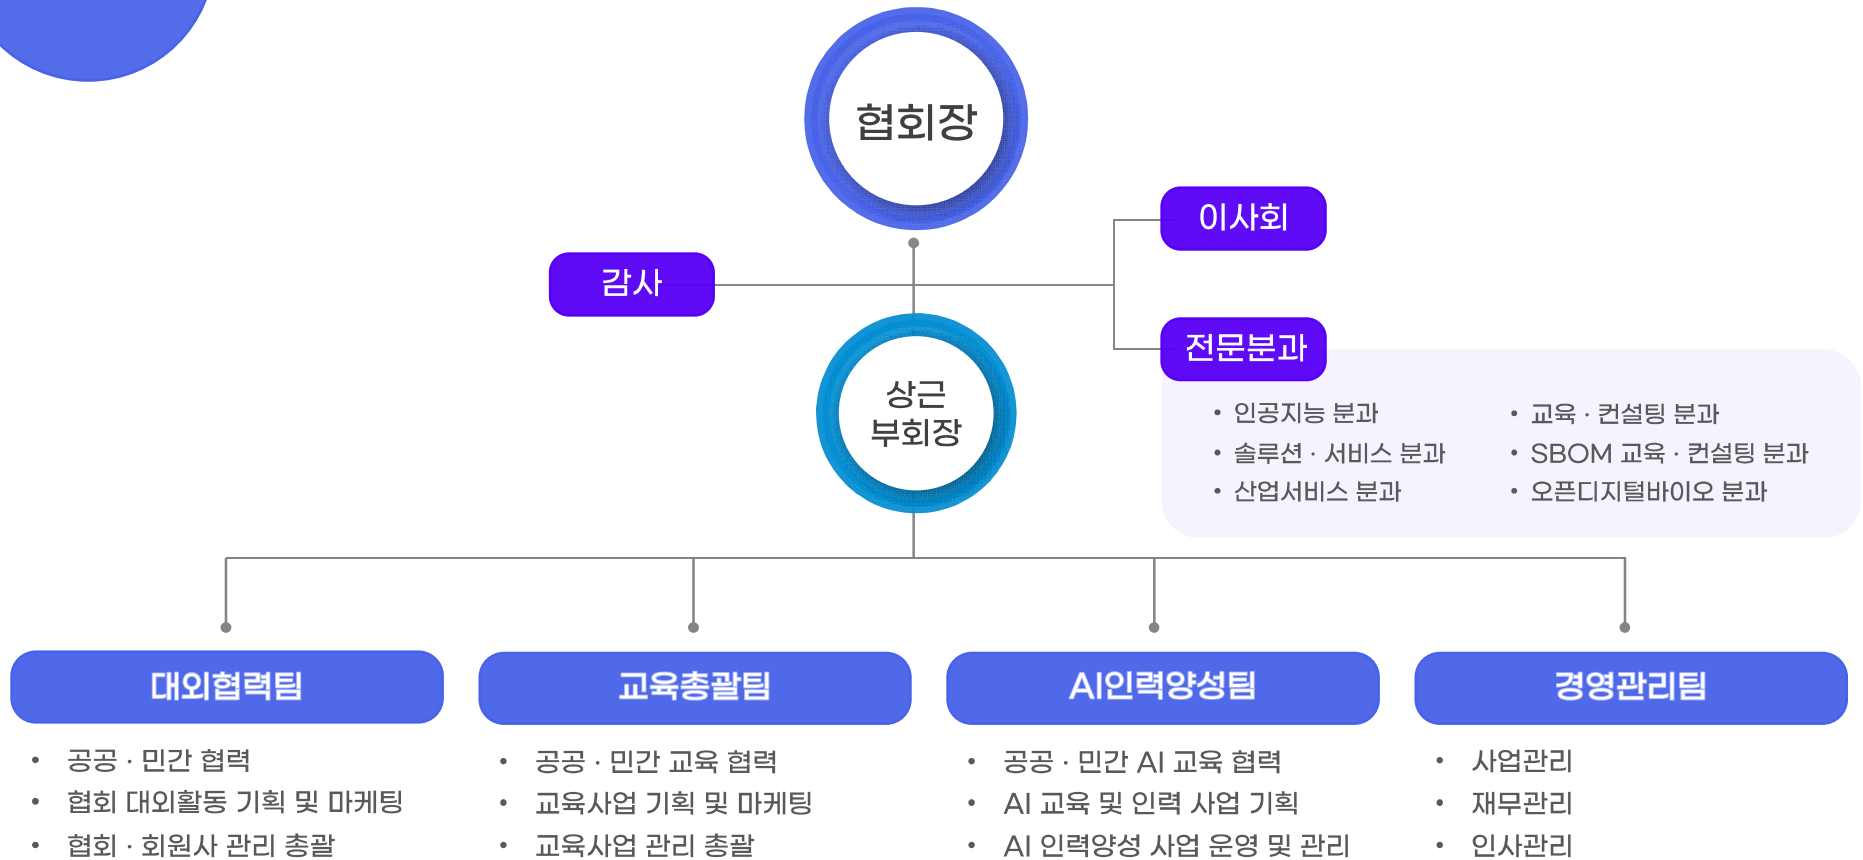 협회장
이사회
감사
전문분과
상근
부회장
• 인공지능 분과
• 솔루션 · 서비스 분과
• 산업서비스 분과
• 교육 · 컨설팅 분과
• SBOM 교육 · 컨설팅 분과
• 오픈디지털바이오 분과
대외협력팀
• 공공 · 민간 협력
• 협회 대외활동 기획 및 마케팅
• 협회 · 회원사 관리 총괄
교육총괄팀
• 공공 · 민간 교육 협력
• 교육사업 기획 및 마케팅
• 교육사업 관리 총괄
AI인력양성팀
• 공공 · 민간 AI 교육 협력
• AI 교육 및 인력 사업 기획
• AI 인력양성 사업 운영 및 관리
경영관리팀
• 사업관리
• 재무관리
• 인사관리